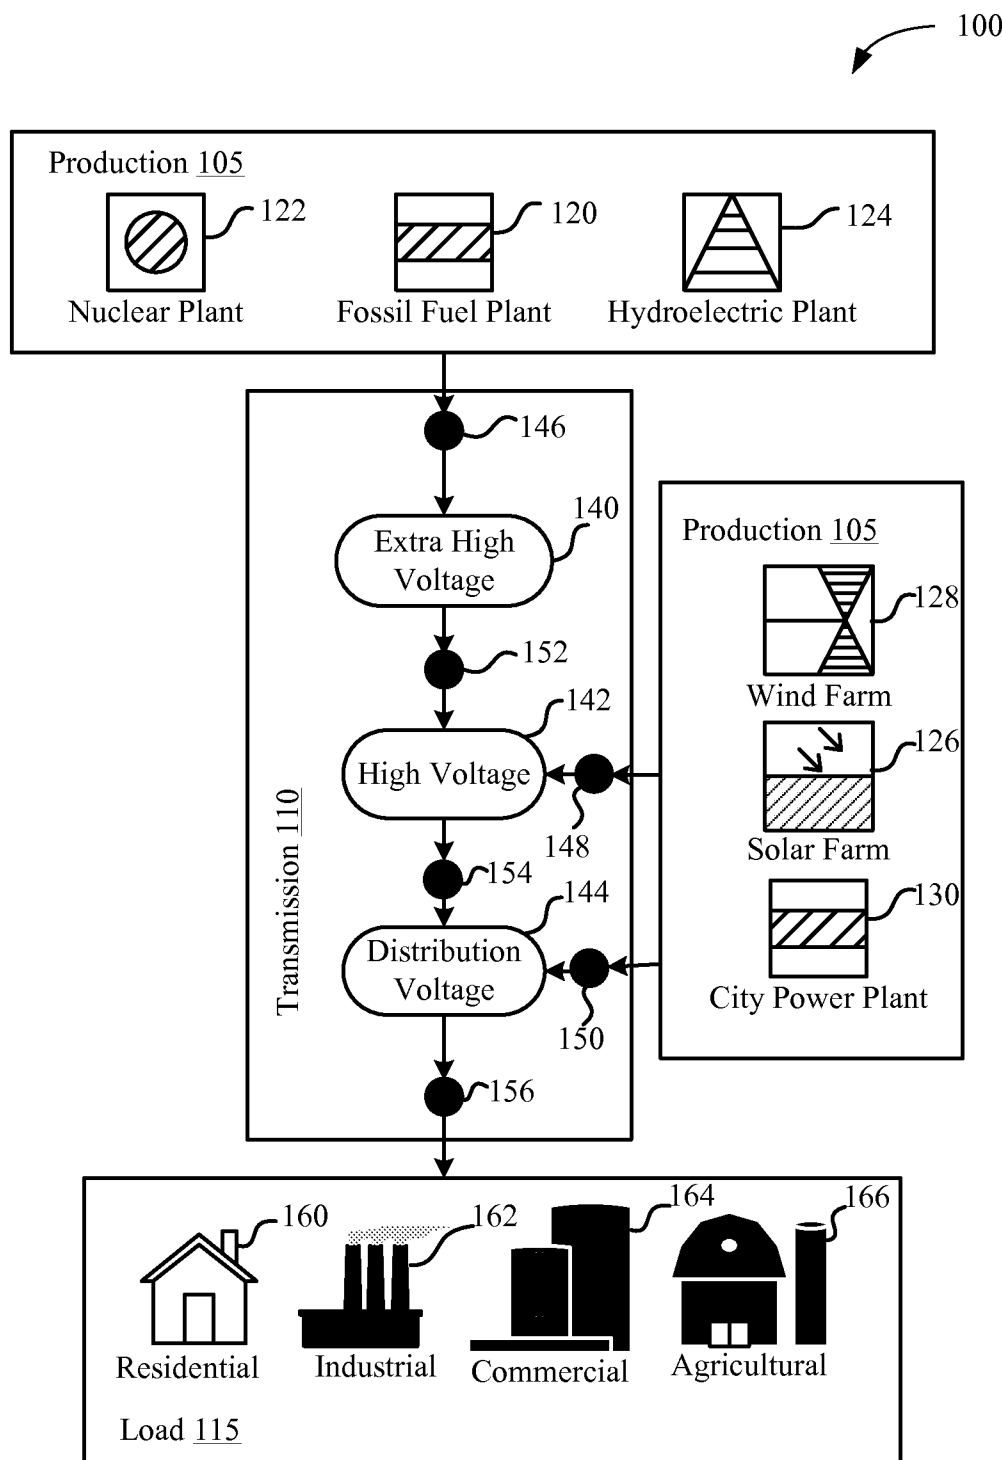 100
Production 105
122
120
124
Nuclear Plant
Fossil Fuel Plant
Hydroelectric Plant
146
140
Extra High
Voltage
152
142
High Voltage
148
154
144
Distribution
Voltage
150
156
Transmission 110
Production 105
128
Wind Farm
126
Solar Farm
130
City Power Plant
160
162
164
166
Residential
Industrial
Commercial
Agricultural
Load 115